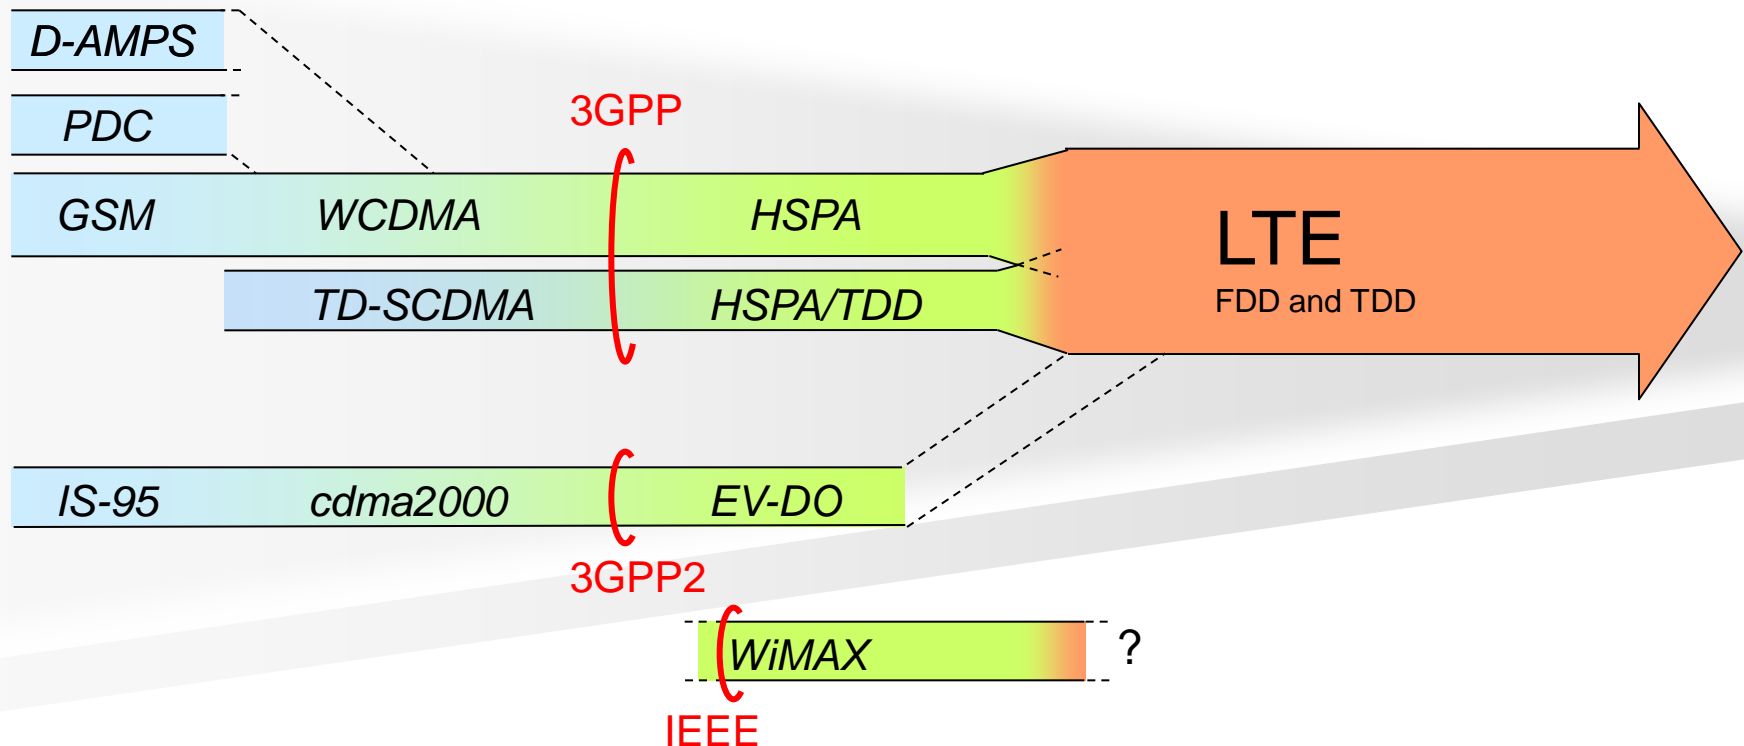 D-AMPS
PDC
3GPP
GSM WCDMA HSPA
LTE
TD-SCDMA HSPA/TDD
FDD and TDD
IS-95 cdma2000 EV-DO
3GPP2
WiMAX ?
IEEE